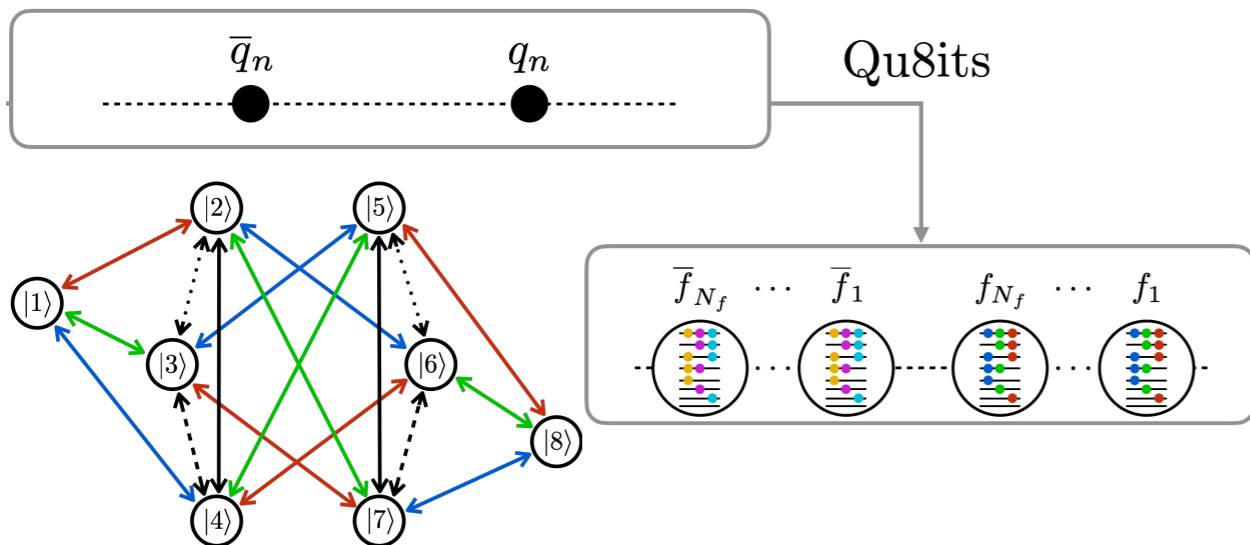 q̅ₙ qₙ
Qu8its
|2⟩ |5⟩
|1⟩
|3⟩ |6⟩
|8⟩
|4⟩ |7⟩
f̅_{N_f} ··· f̅₁ f_{N_f} ··· f₁
··· ···